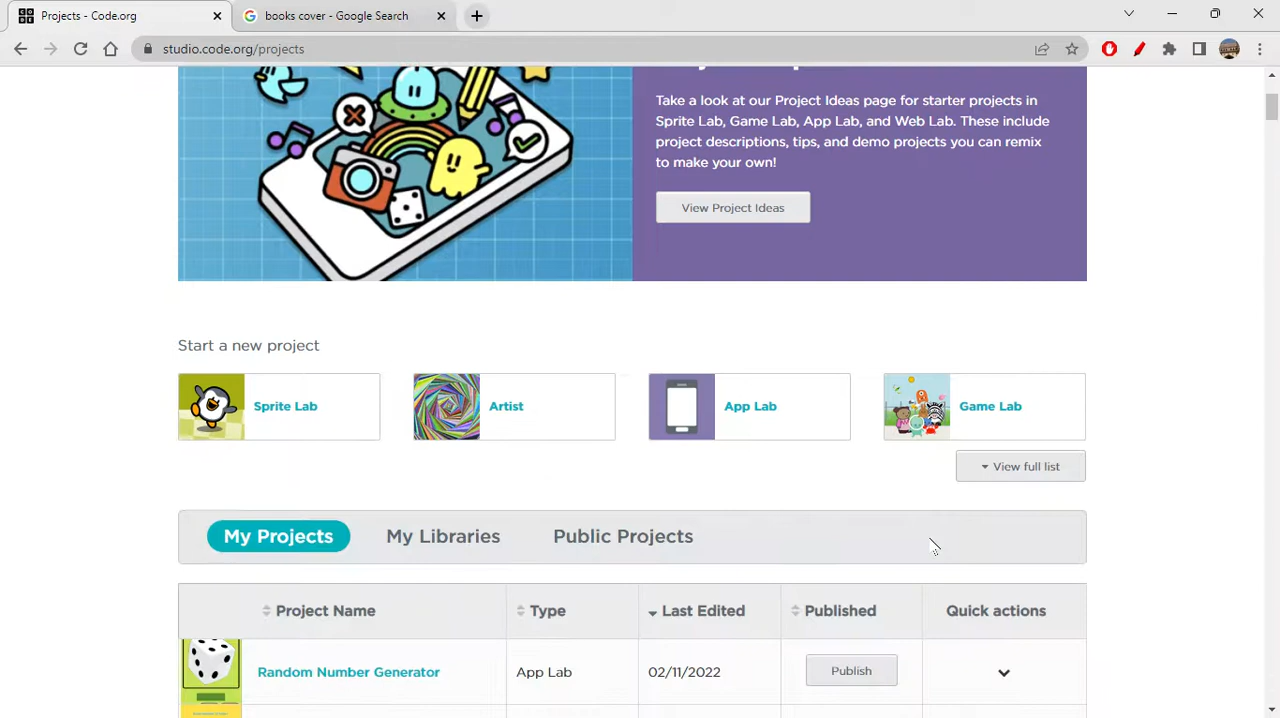 Projects - Code.org
books cover - Google Search
studio.code.org/projects
Take a look at our Project Ideas page for starter projects in
Sprite Lab, Game Lab, App Lab, and Web Lab. These include
project descriptions, tips, and demo projects you can remix
to make your own!
View Project Ideas
Start a new project
Sprite Lab
Artist
App Lab
Game Lab
View full list
My Projects
My Libraries
Public Projects
Project Name
Type
Last Edited
Published
Quick actions
Random Number Generator
App Lab
02/11/2022
Publish